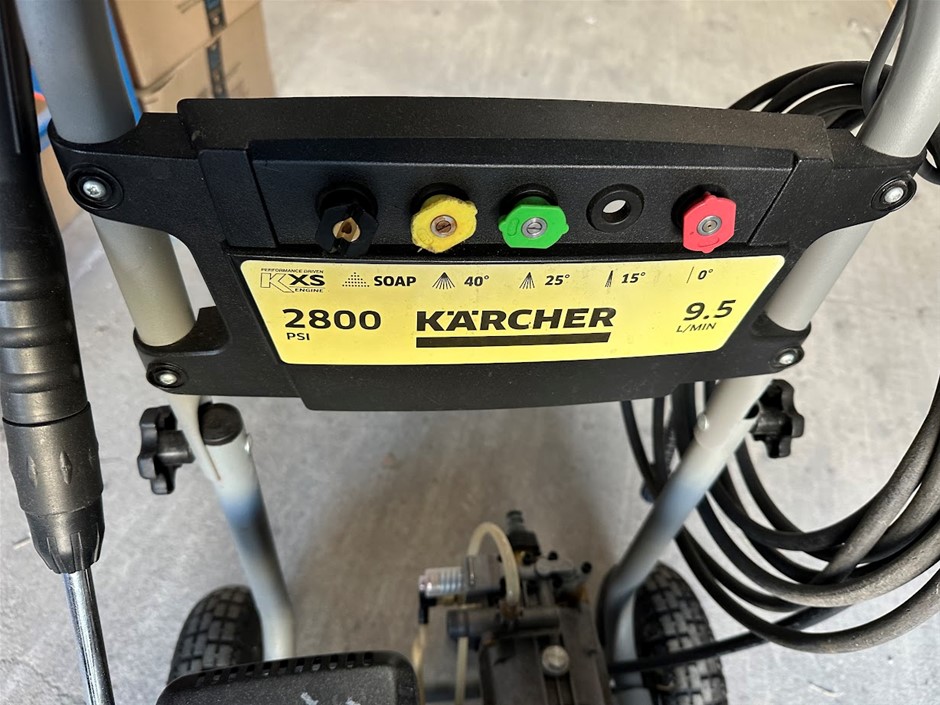 PERFORMANCE DRIVEN
KXS
ENGINE
SOAP 40° 25° 15° 0°
2800
PSI
KÄRCHER
9.5
L/MIN